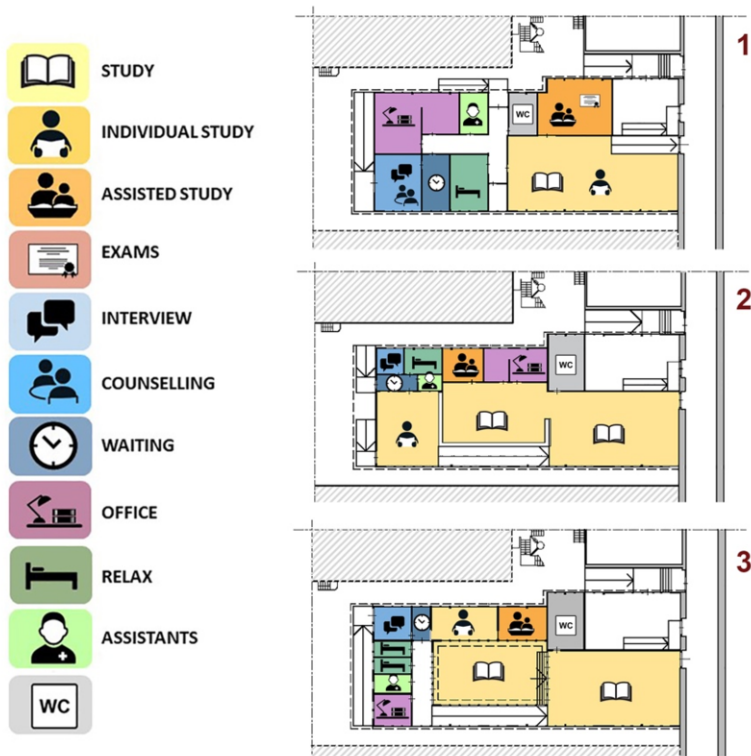 STUDY
INDIVIDUAL STUDY
ASSISTED STUDY
EXAMS
INTERVIEW
COUNSELLING
WAITING
OFFICE
RELAX
ASSISTANTS
WC
1
WC
2
WC
3
WC